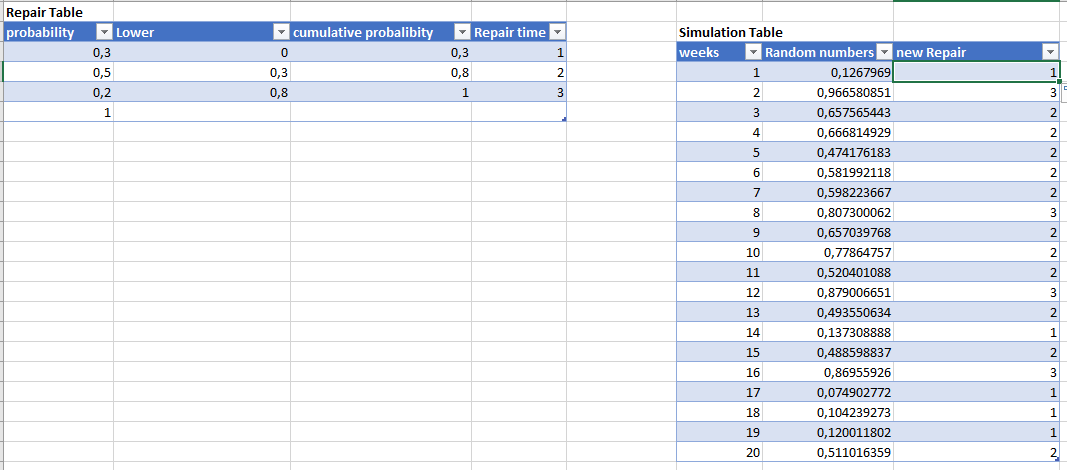 Repair Table
probability Lower cumulative probalibity Repair time
0,3 0 0,3 1
0,5 0,3 0,8 2
0,2 0,8 1 3
1
Simulation Table
weeks Random numbers new Repair
1 0,1267969 1
2 0,966580851 3
3 0,657565443 2
4 0,666814929 2
5 0,474176183 2
6 0,581992118 2
7 0,598223667 2
8 0,807300062 3
9 0,657039768 2
10 0,77864757 2
11 0,520401088 2
12 0,879006651 3
13 0,493550634 2
14 0,137308888 1
15 0,488598837 2
16 0,86955926 3
17 0,074902772 1
18 0,104239273 1
19 0,120011802 1
20 0,511016359 2